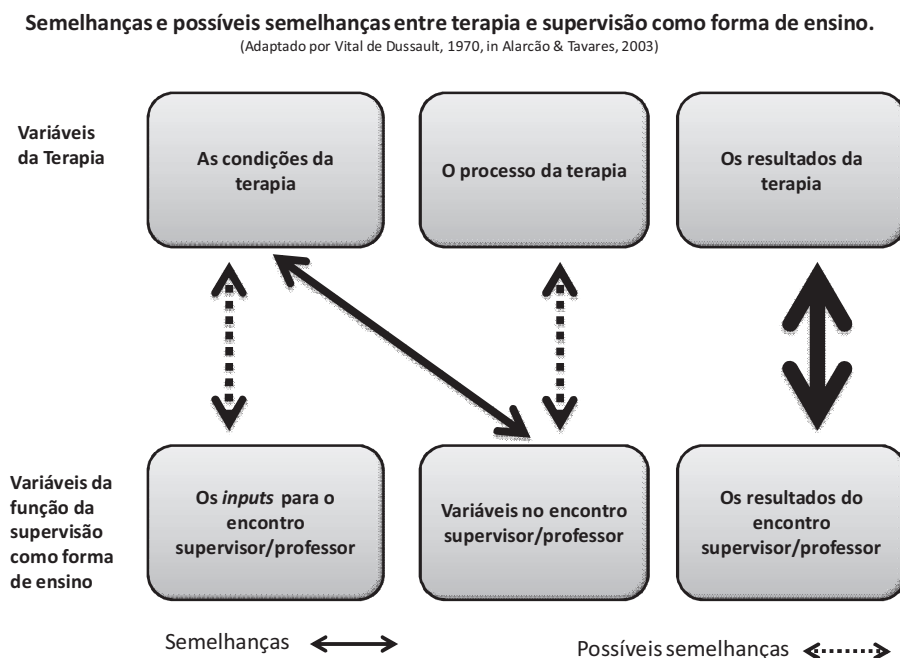 Semelhanças e possíveis semelhanças entre terapia e supervisão como forma de ensino.
(Adaptado por Vital de Dussault, 1970, in Alarcão & Tavares, 2003)
Variáveis
da Terapia
As condições da
terapia
O processo da terapia
Os resultados da
terapia
Variáveis da
função da
supervisão
como forma
de ensino
Os inputs para o
encontro
supervisor/professor
Variáveis no encontro
supervisor/professor
Os resultados do
encontro
supervisor/professor
Semelhanças
Possíveis semelhanças